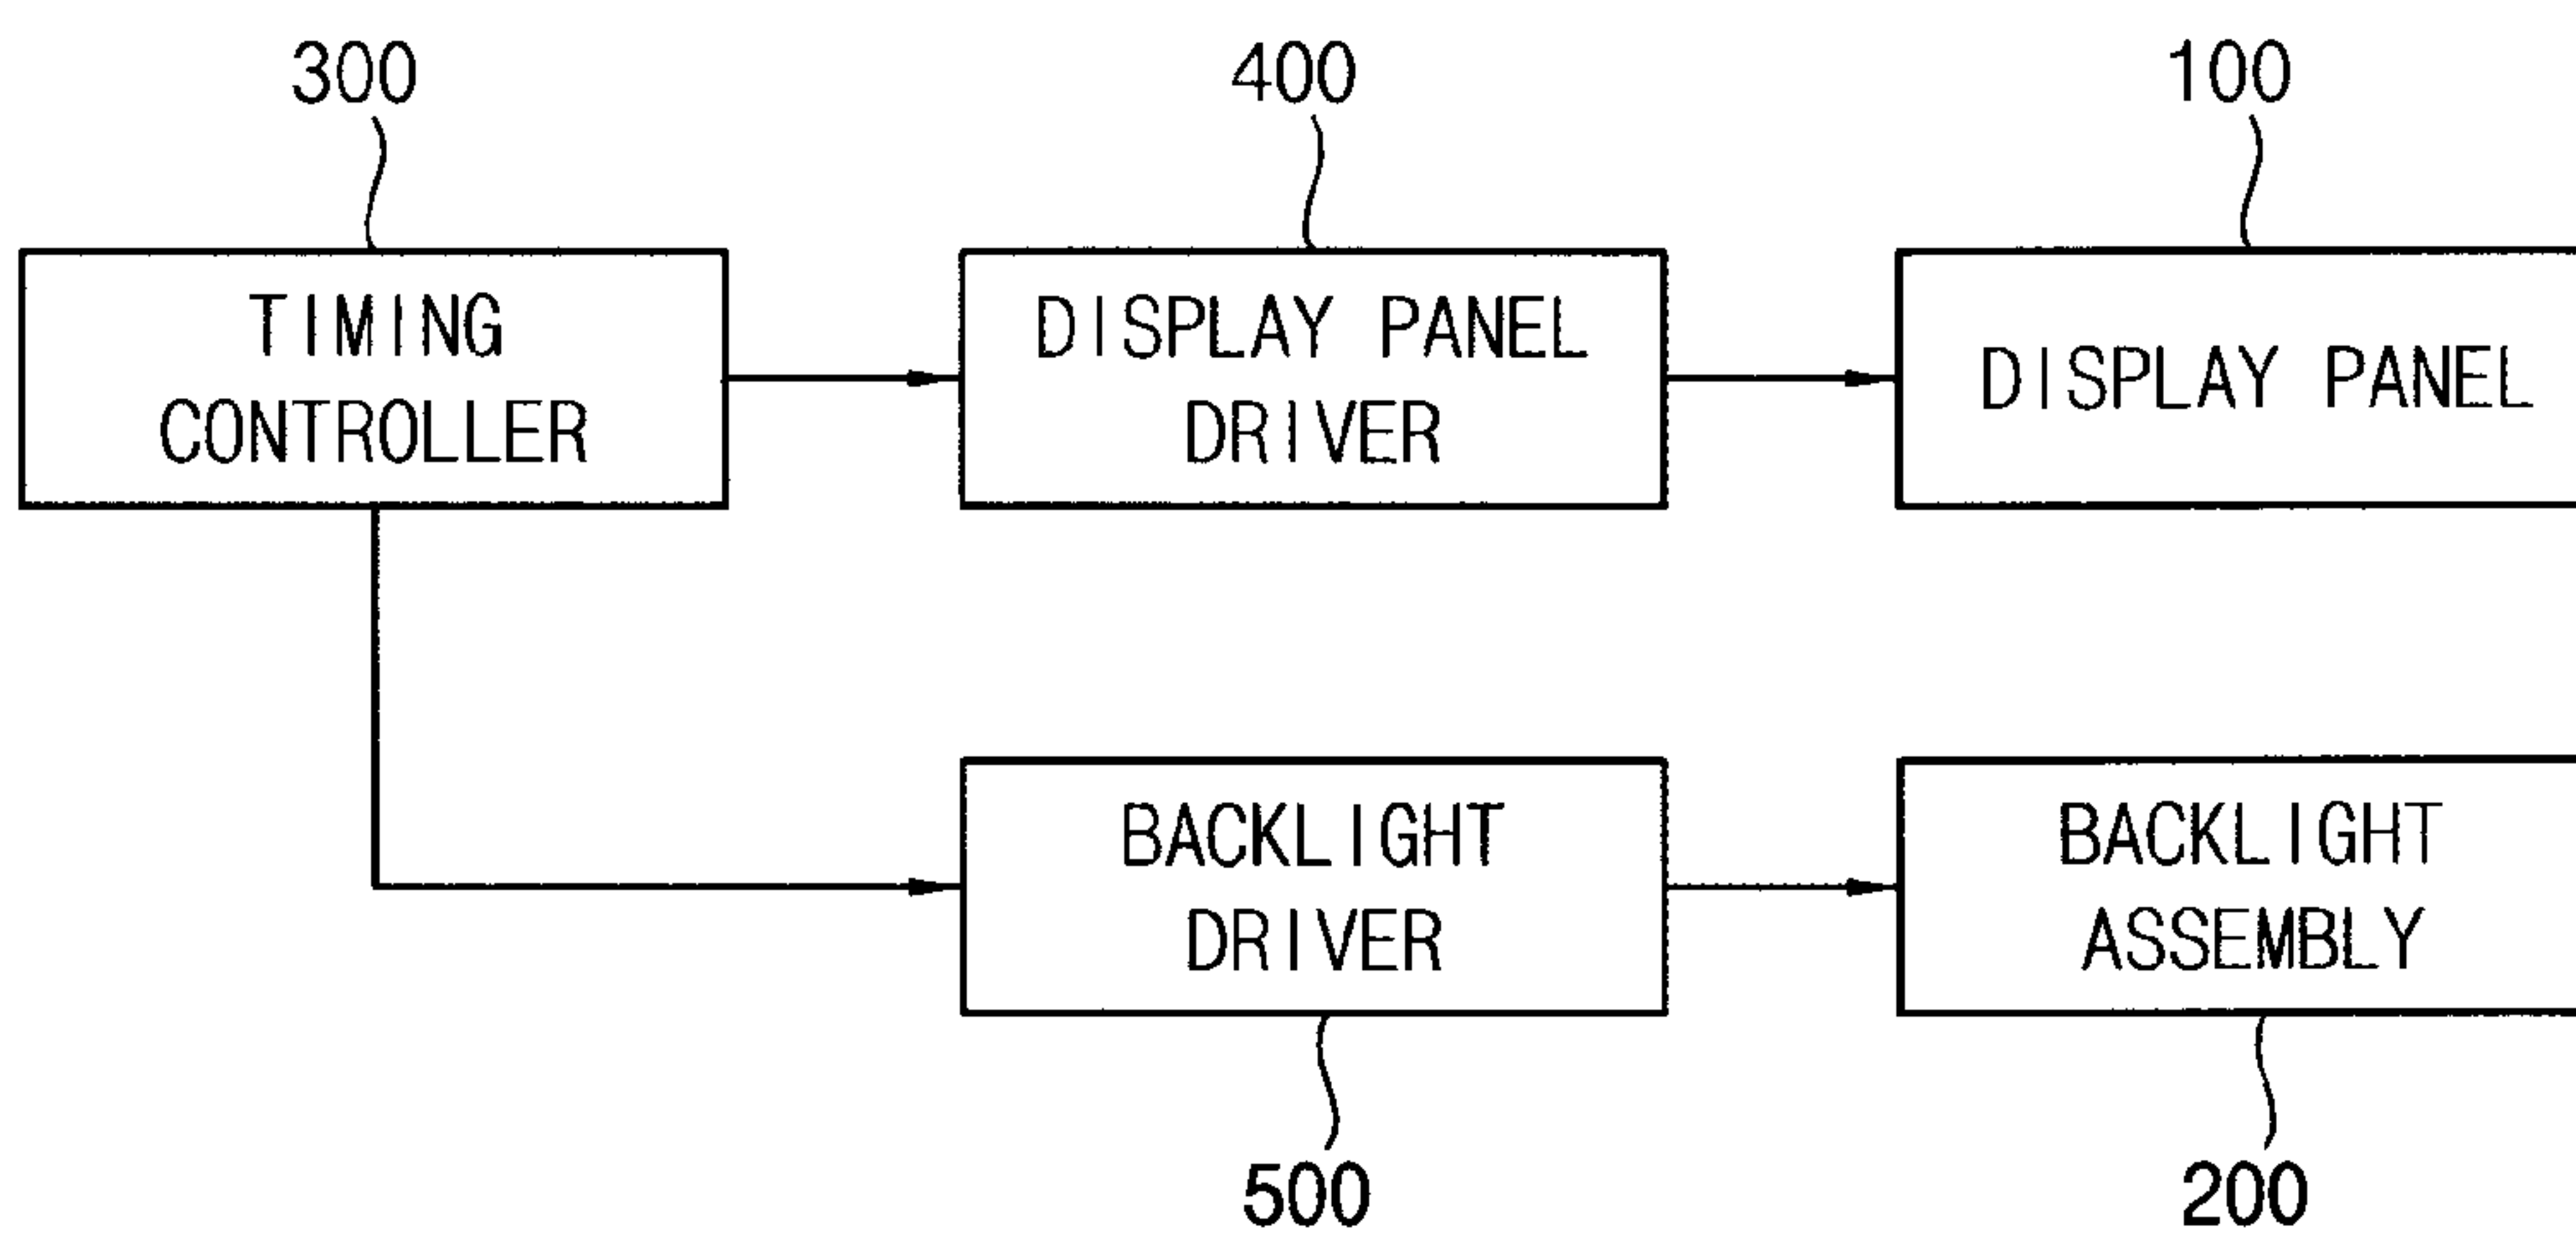 300
400
100
TIMING
CONTROLLER
DISPLAY PANEL
DRIVER
DISPLAY PANEL
BACKLIGHT
DRIVER
BACKLIGHT
ASSEMBLY
500
200